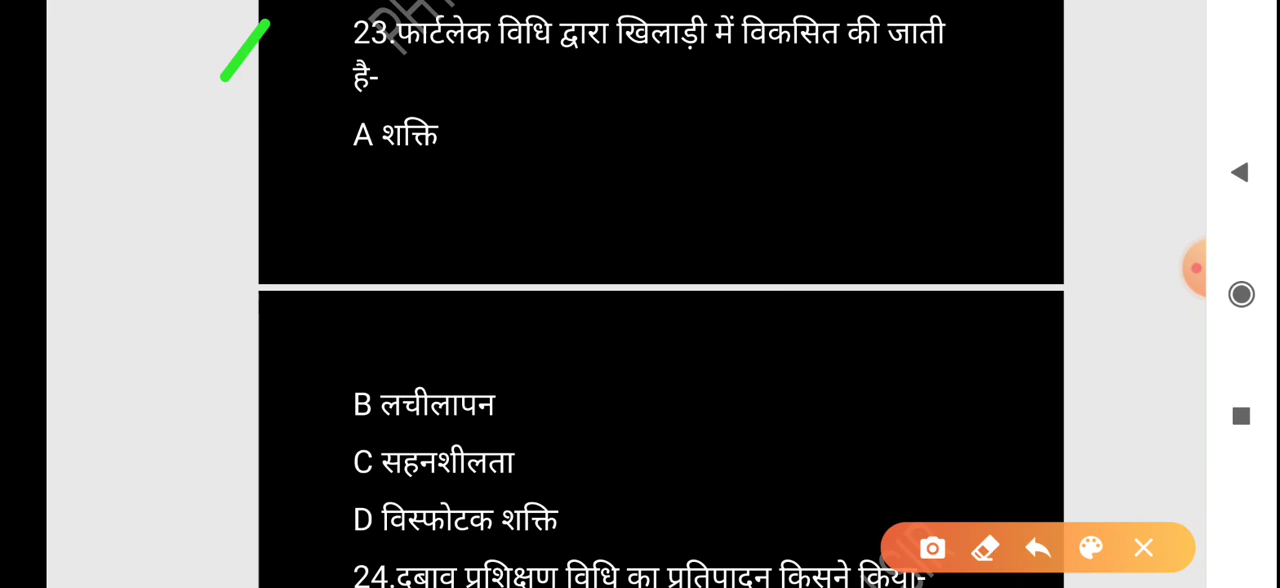 23.फार्टलेक विधि द्वारा खिलाड़ी में विकसित की जाती
है-
A शक्ति
B लचीलापन
C सहनशीलता
D विस्फोटक शक्ति
24.दबाव प्रशिक्षण विधि का प्रतिपादन किसने किया-